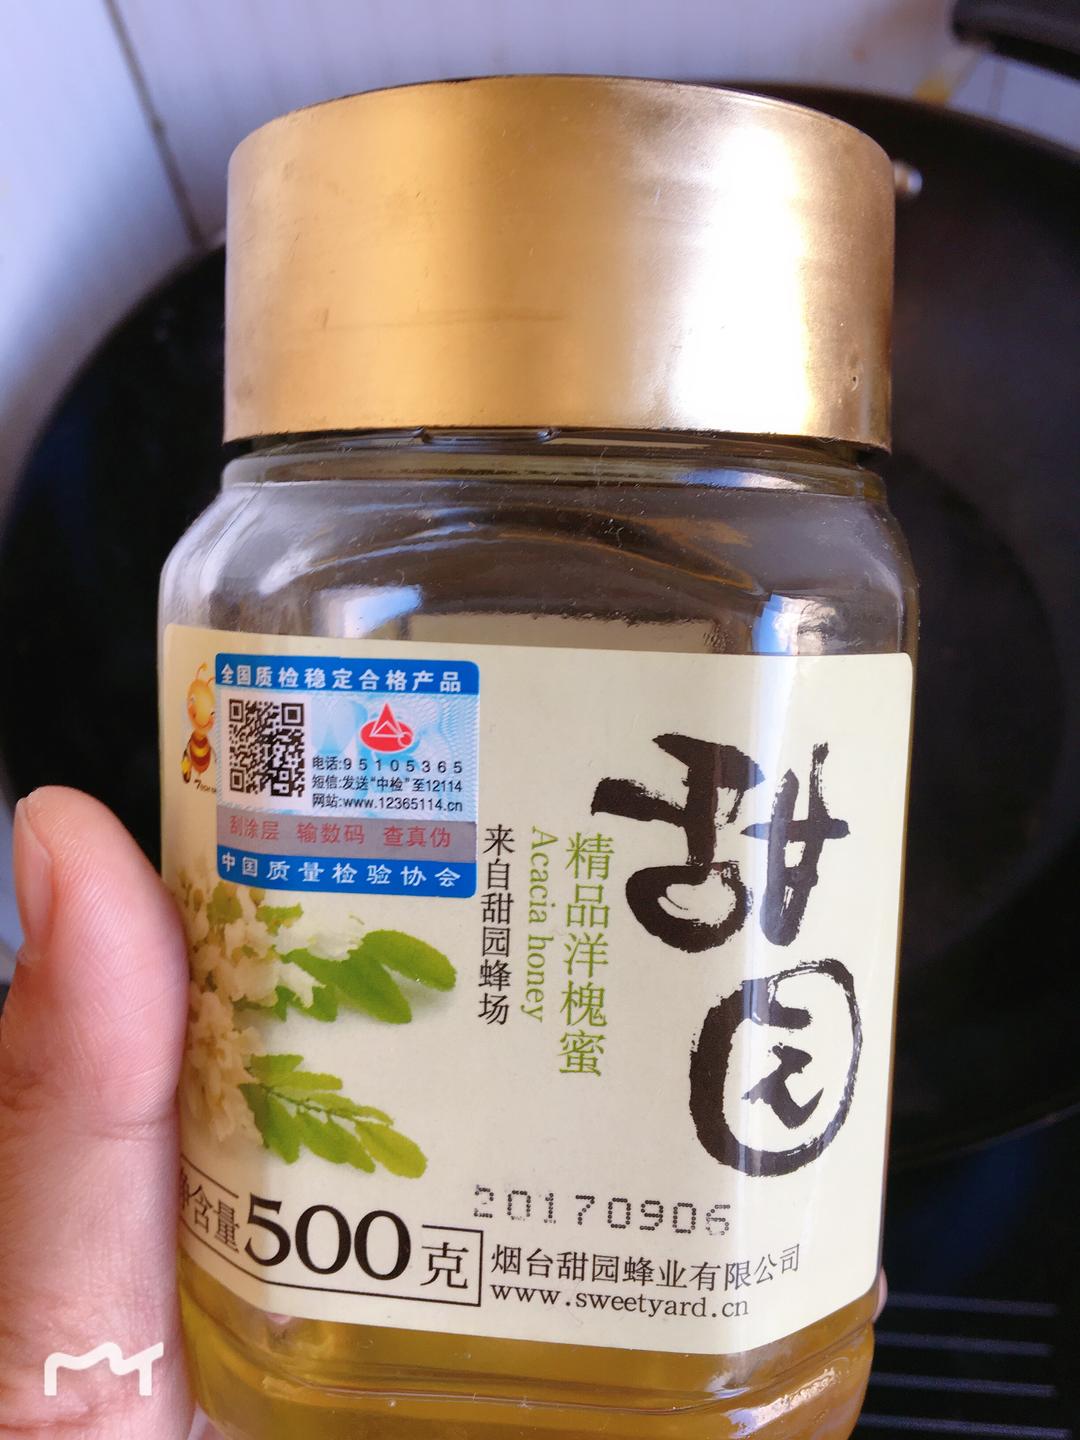 全国质检稳定合格产品
电话:95105365
短信:发送“中检”至12114
网站:www.12365114.cn
刮涂层 输数码 查真伪
中国质量检验协会
甜园
精品洋槐蜜
Acacia honey
来自甜园蜂场
20170906
净含量500克
烟台甜园蜂业有限公司
www.sweetyard.cn